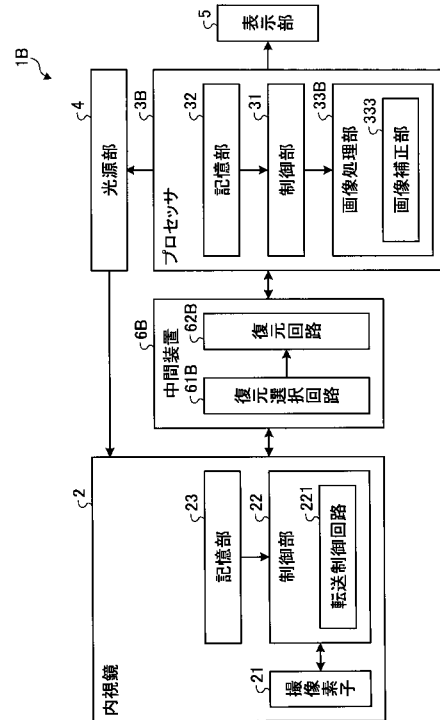 1B
2
内視鏡
23
記憶部
22
制御部
221
転送制御回路
21
撮像素子
6B
中間装置
61B
復元選択回路
62B
復元回路
4
光源部
3B
プロセッサ
32
記憶部
31
制御部
33B
画像処理部
333
画像補正部
5
表示部